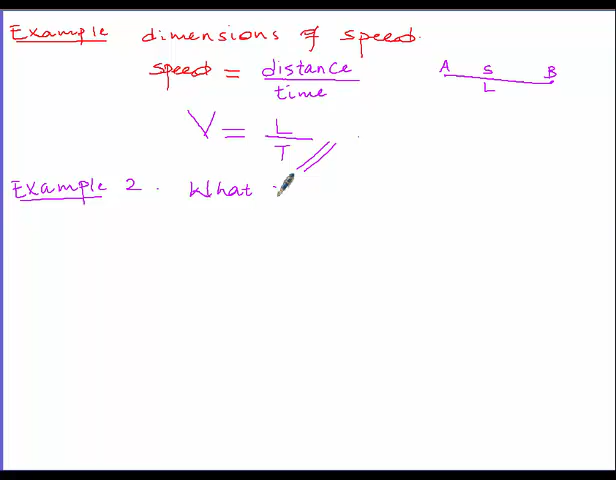 Example dimensions of speed.
speed = distance / time
A S B
L
V = L / T
Example 2. What